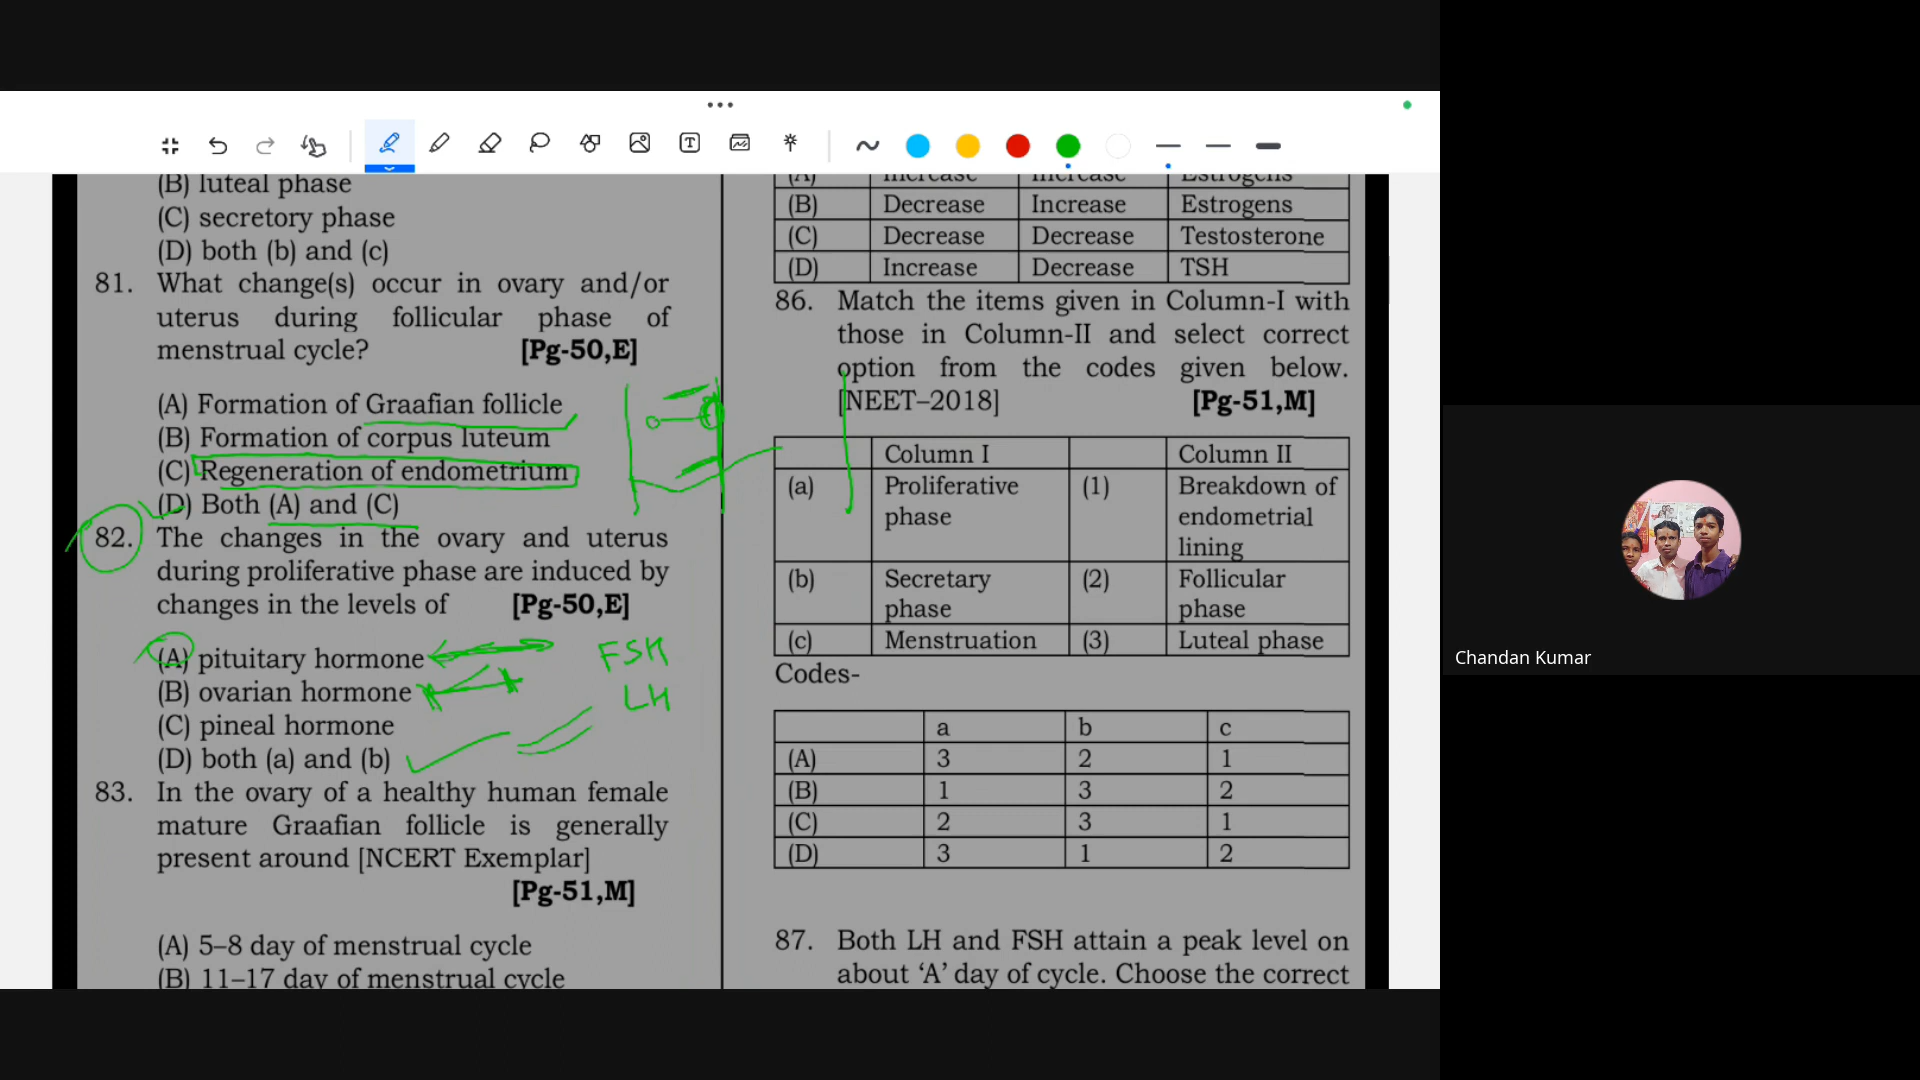 (B) luteal phase
(C) secretory phase
(D) both (b) and (c)
81. What change(s) occur in ovary and/or
uterus during follicular phase of
menstrual cycle? [Pg-50,E]
(A) Formation of Graafian follicle
(B) Formation of corpus luteum
(C) Regeneration of endometrium
(D) Both (A) and (C)
82. The changes in the ovary and uterus
during proliferative phase are induced by
changes in the levels of [Pg-50,E]
(A) pituitary hormone FSH
(B) ovarian hormone LH
(C) pineal hormone
(D) both (a) and (b)
83. In the ovary of a healthy human female
mature Graafian follicle is generally
present around [NCERT Exemplar]
[Pg-51,M]
(A) 5–8 day of menstrual cycle
(B) 11–17 day of menstrual cycle
(A) Increase Increase Estrogens
(B) Decrease Increase Estrogens
(C) Decrease Decrease Testosterone
(D) Increase Decrease TSH
86. Match the items given in Column-I with
those in Column-II and select correct
option from the codes given below.
[NEET–2018] [Pg-51,M]
Column I Column II
(a) Proliferative phase (1) Breakdown of endometrial lining
(b) Secretary phase (2) Follicular phase
(c) Menstruation (3) Luteal phase
Codes-
a b c
(A) 3 2 1
(B) 1 3 2
(C) 2 3 1
(D) 3 1 2
87. Both LH and FSH attain a peak level on
about ‘A’ day of cycle. Choose the correct
Chandan Kumar